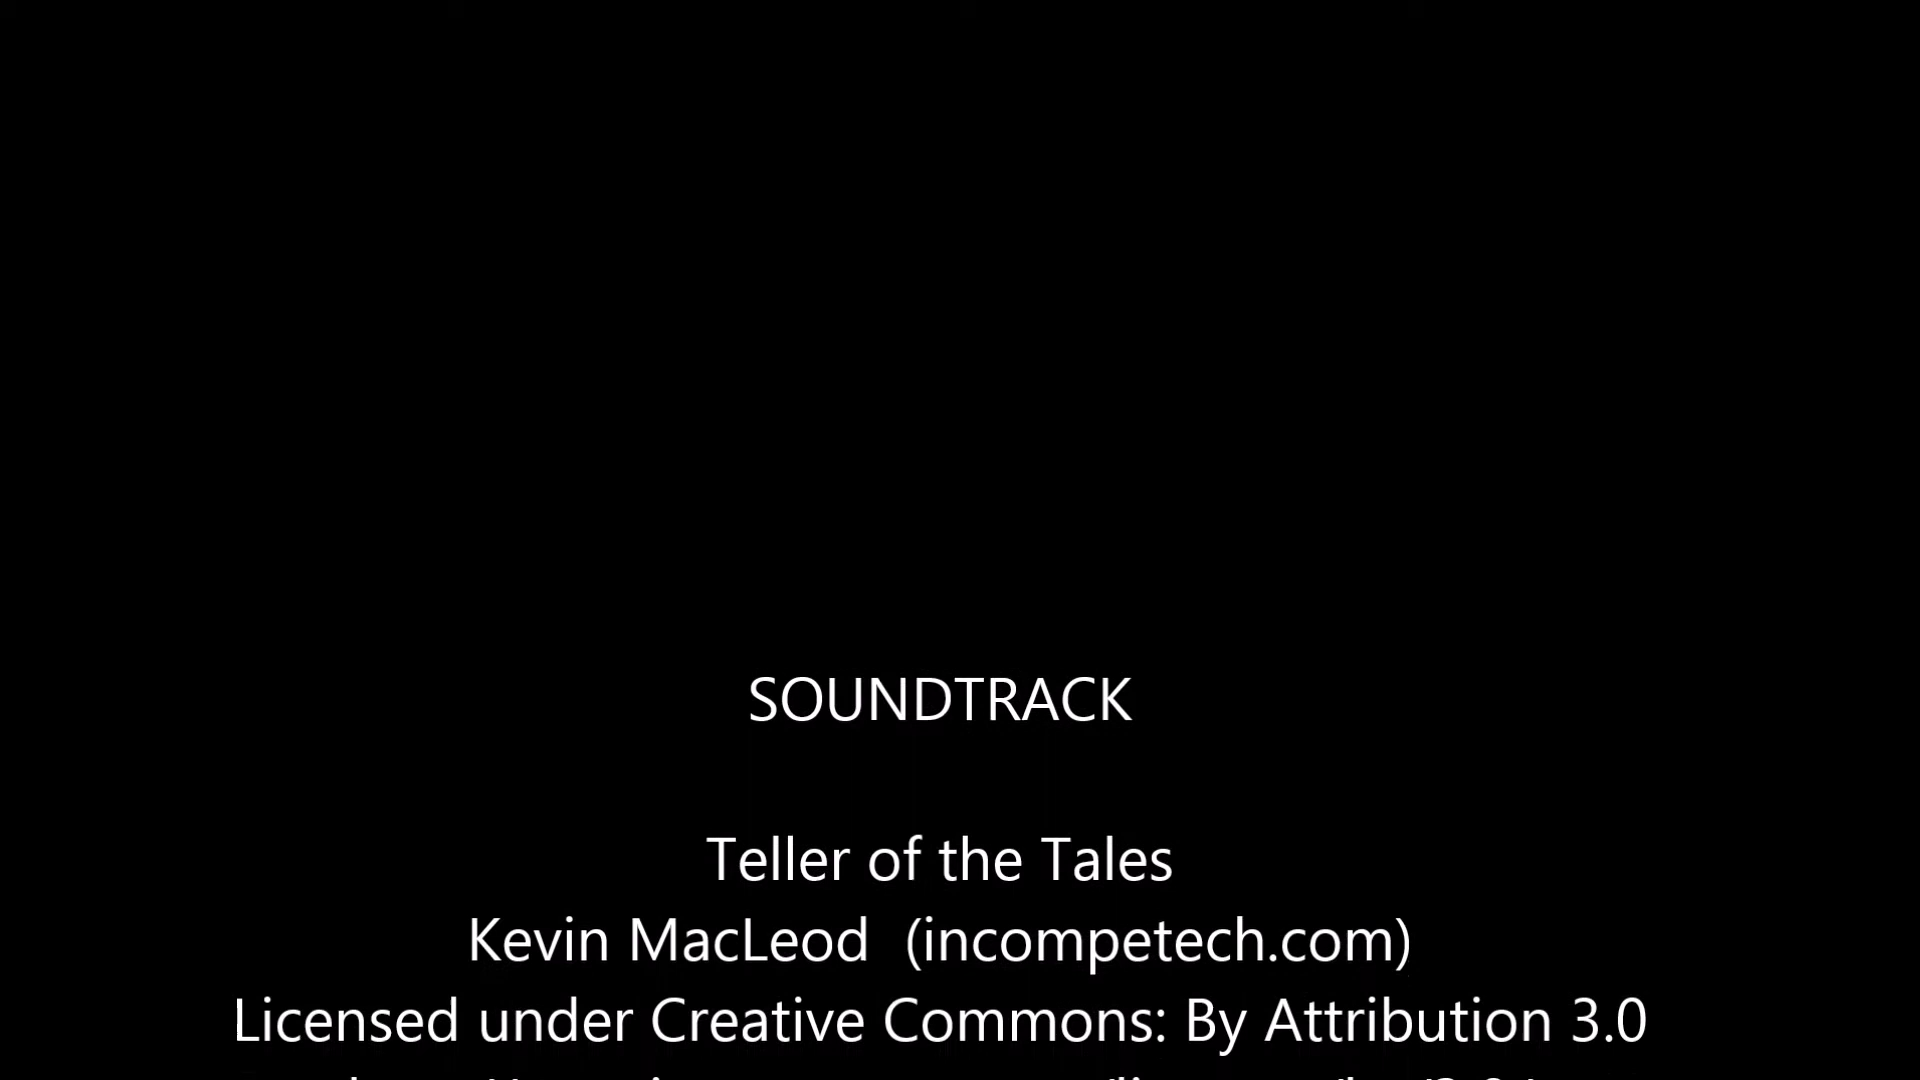 SOUNDTRACK
Teller of the Tales
Kevin MacLeod  (incompetech.com)
Licensed under Creative Commons: By Attribution 3.0